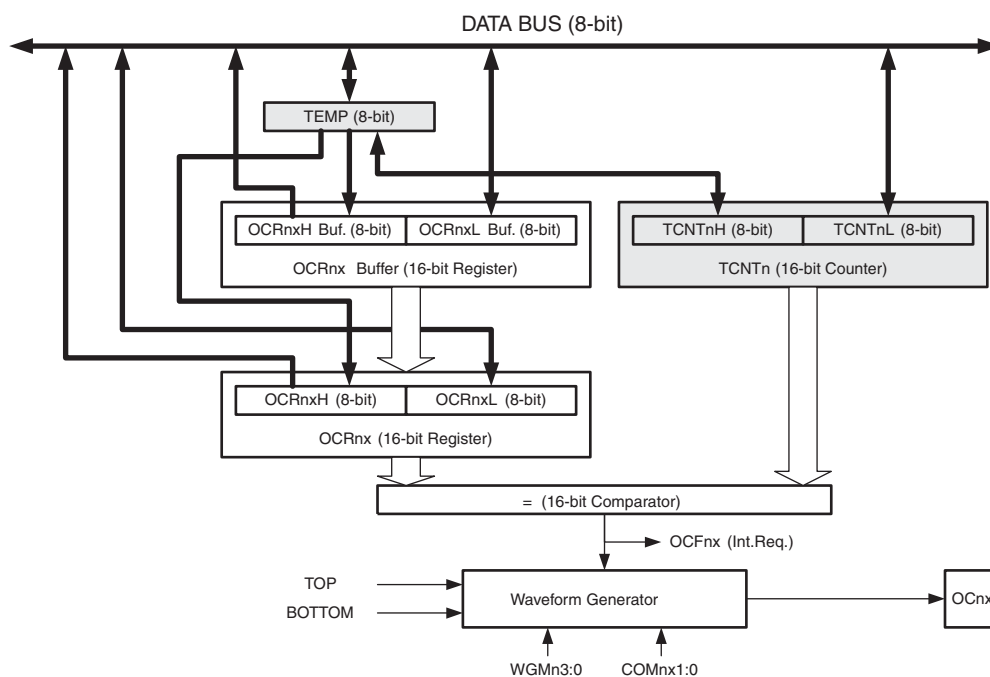 DATA BUS (8-bit)
TEMP (8-bit)
OCRnxH Buf. (8-bit) OCRnxL Buf. (8-bit)
OCRnx Buffer (16-bit Register)
TCNTnH (8-bit) TCNTnL (8-bit)
TCNTn (16-bit Counter)
OCRnxH (8-bit) OCRnxL (8-bit)
OCRnx (16-bit Register)
= (16-bit Comparator)
OCFnx (Int.Req.)
TOP
BOTTOM
Waveform Generator
OCnx
WGMn3:0 COMnx1:0